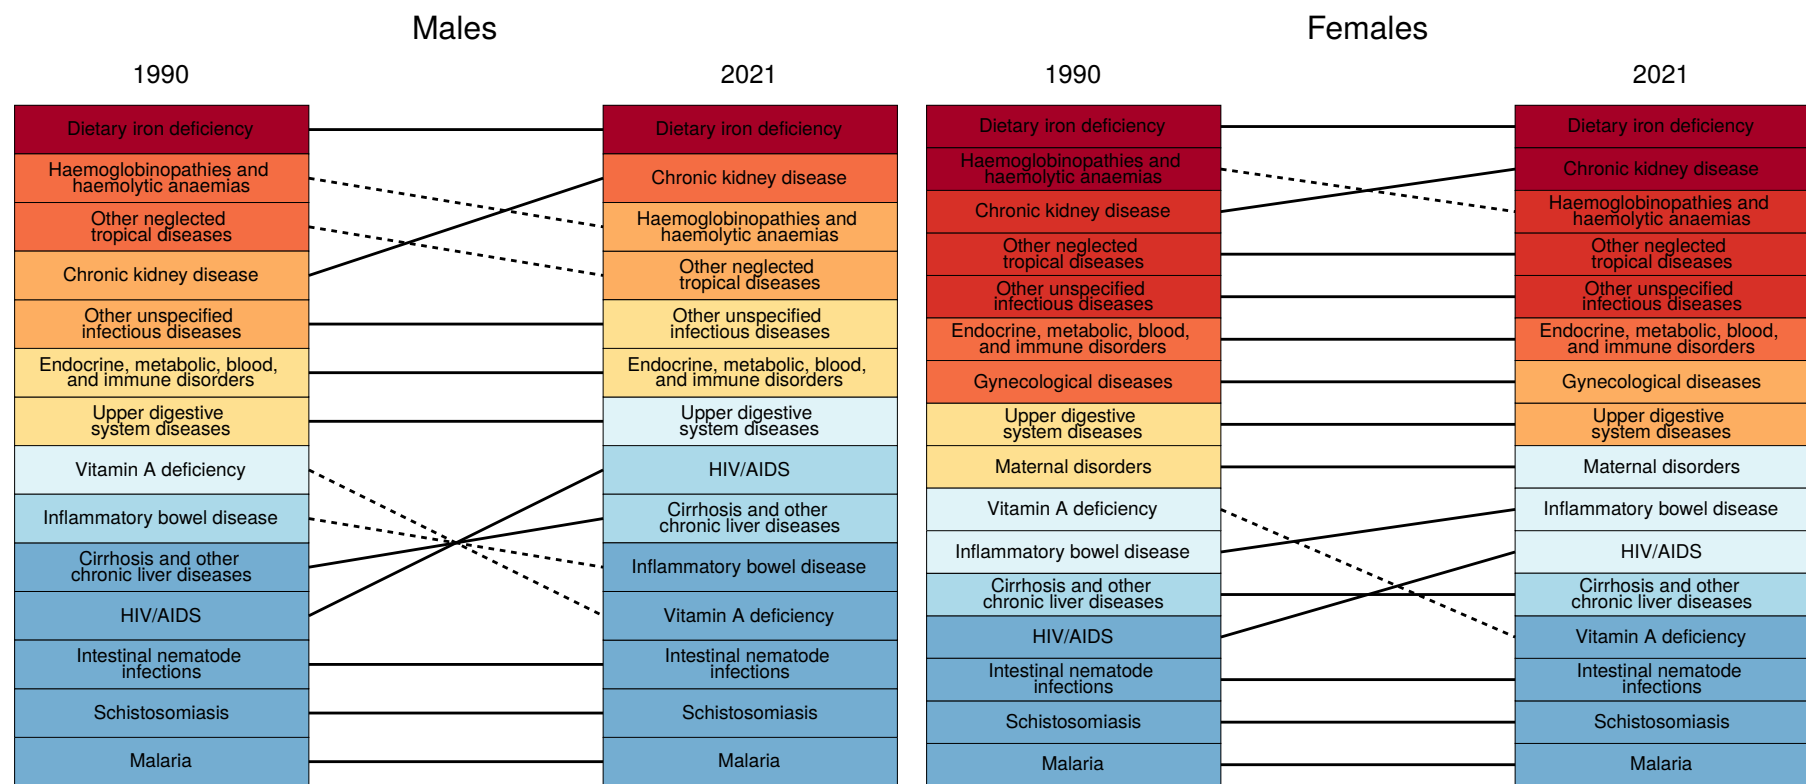 Males
1990
2021
Dietary iron deficiency
Haemoglobinopathies and
haemolytic anaemias
Other neglected
tropical diseases
Chronic kidney disease
Other unspecified
infectious diseases
Endocrine, metabolic, blood,
and immune disorders
Upper digestive
system diseases
Vitamin A deficiency
Inflammatory bowel disease
Cirrhosis and other
chronic liver diseases
HIV/AIDS
Intestinal nematode
infections
Schistosomiasis
Malaria
Dietary iron deficiency
Chronic kidney disease
Haemoglobinopathies and
haemolytic anaemias
Other neglected
tropical diseases
Other unspecified
infectious diseases
Endocrine, metabolic, blood,
and immune disorders
Upper digestive
system diseases
HIV/AIDS
Cirrhosis and other
chronic liver diseases
Inflammatory bowel disease
Vitamin A deficiency
Intestinal nematode
infections
Schistosomiasis
Malaria
Females
1990
2021
Dietary iron deficiency
Haemoglobinopathies and
haemolytic anaemias
Chronic kidney disease
Other neglected
tropical diseases
Other unspecified
infectious diseases
Endocrine, metabolic, blood,
and immune disorders
Gynecological diseases
Upper digestive
system diseases
Maternal disorders
Vitamin A deficiency
Inflammatory bowel disease
Cirrhosis and other
chronic liver diseases
HIV/AIDS
Intestinal nematode
infections
Schistosomiasis
Malaria
Dietary iron deficiency
Chronic kidney disease
Haemoglobinopathies and
haemolytic anaemias
Other neglected
tropical diseases
Other unspecified
infectious diseases
Endocrine, metabolic, blood,
and immune disorders
Gynecological diseases
Upper digestive
system diseases
Maternal disorders
Inflammatory bowel disease
HIV/AIDS
Cirrhosis and other
chronic liver diseases
Vitamin A deficiency
Intestinal nematode
infections
Schistosomiasis
Malaria